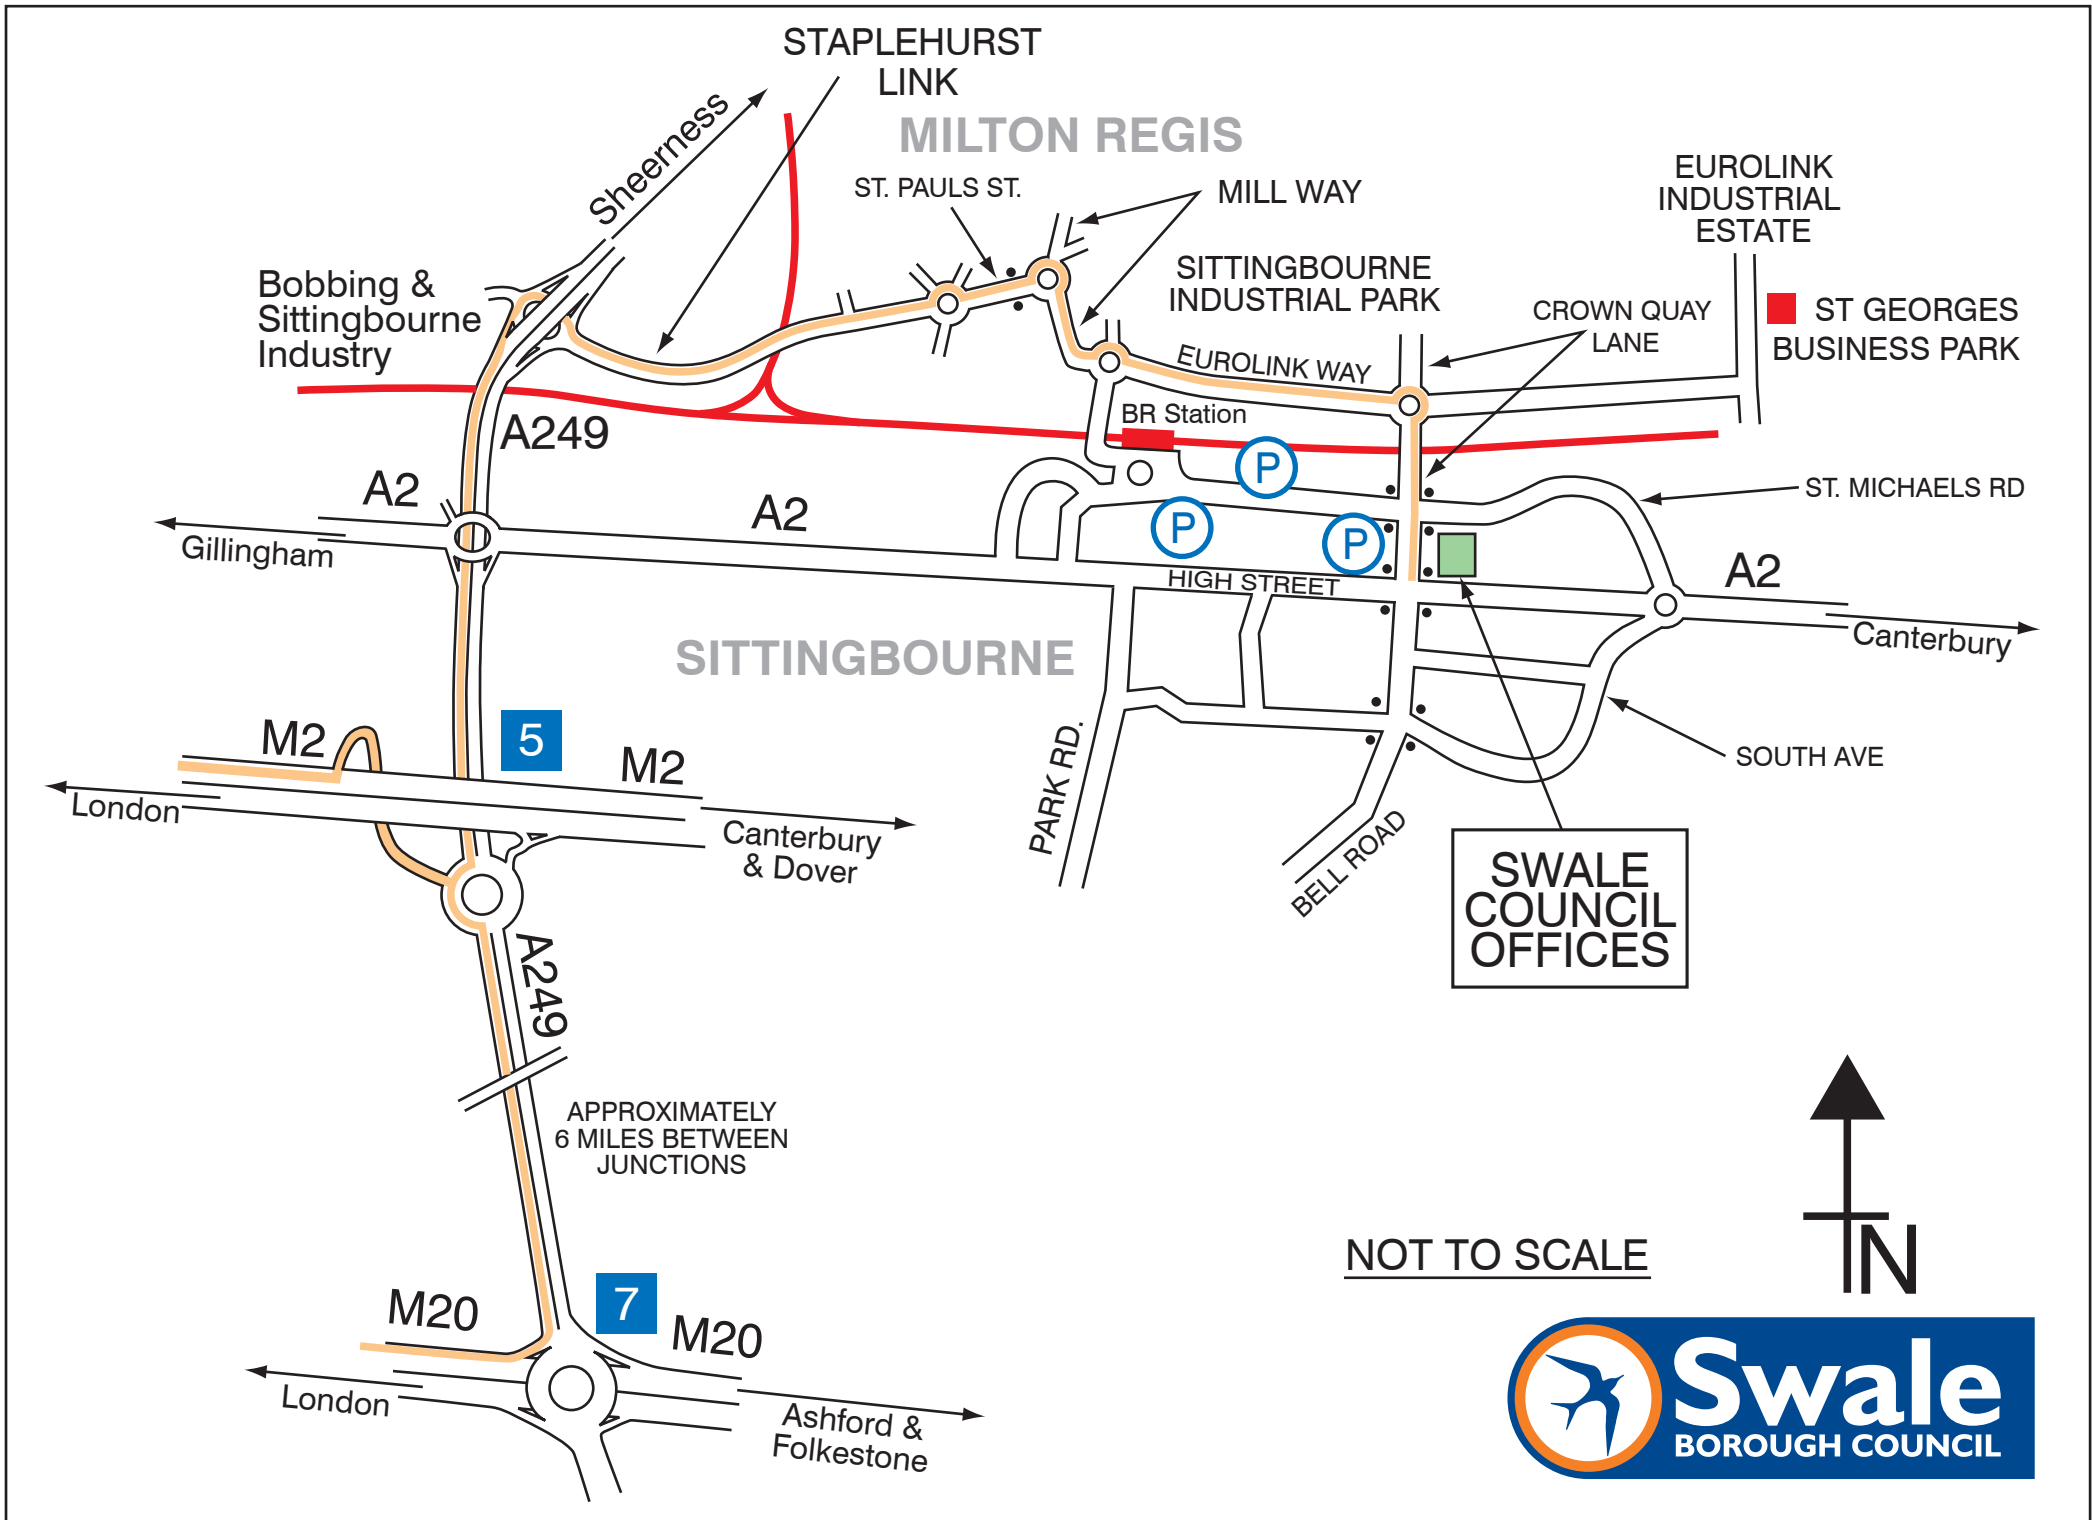 STAPLEHURST
LINK
MILTON REGIS
Sheerness
ST. PAULS ST.
MILL WAY
EUROLINK
INDUSTRIAL
ESTATE
SITTINGBOURNE
INDUSTRIAL PARK
Bobbing &
Sittingbourne
Industry
CROWN QUAY
LANE
ST GEORGES
BUSINESS PARK
EUROLINK WAY
BR Station
A249
A2
A2
P
P
P
ST. MICHAELS RD
Gillingham
HIGH STREET
A2
Canterbury
SITTINGBOURNE
M2
5
M2
London
Canterbury
& Dover
PARK RD.
SOUTH AVE
BELL ROAD
SWALE
COUNCIL
OFFICES
A249
APPROXIMATELY
6 MILES BETWEEN
JUNCTIONS
NOT TO SCALE
N
M20
7
M20
London
Ashford &
Folkestone
Swale
BOROUGH COUNCIL